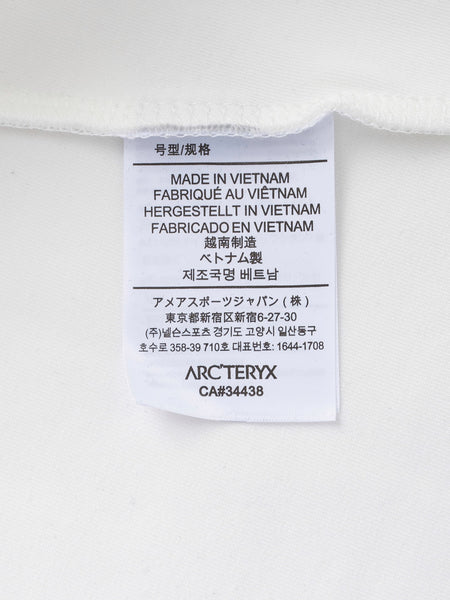 号型/规格
MADE IN VIETNAM
FABRIQUÉ AU VIÊTNAM
HERGESTELLT IN VIETNAM
FABRICADO EN VIETNAM
越南制造
ベトナム製
제조국명 베트남
アメアスポーツジャパン (株)
東京都新宿区新宿6-27-30
(주)넬슨스포츠 경기도 고양시 일산동구
호수로 358-39 710호 대표번호: 1644-1708
ARC'TERYX
CA#34438